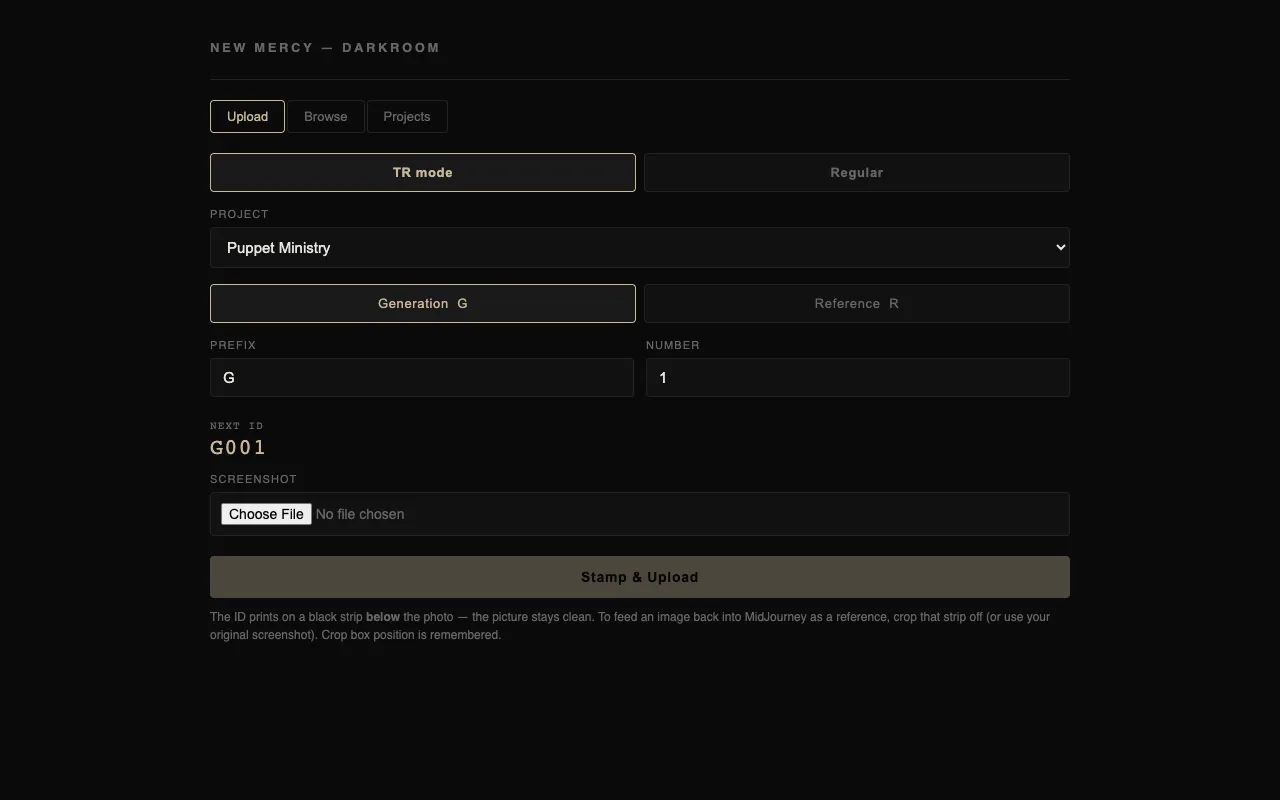 NEW MERCY — DARKROOM
Upload Browse Projects
TR mode Regular
PROJECT
Puppet Ministry
Generation G Reference R
PREFIX NUMBER
G 1
NEXT ID
G001
SCREENSHOT
Choose File No file chosen
Stamp & Upload
The ID prints on a black strip below the photo — the picture stays clean. To feed an image back into MidJourney as a reference, crop that strip off (or use your
original screenshot). Crop box position is remembered.